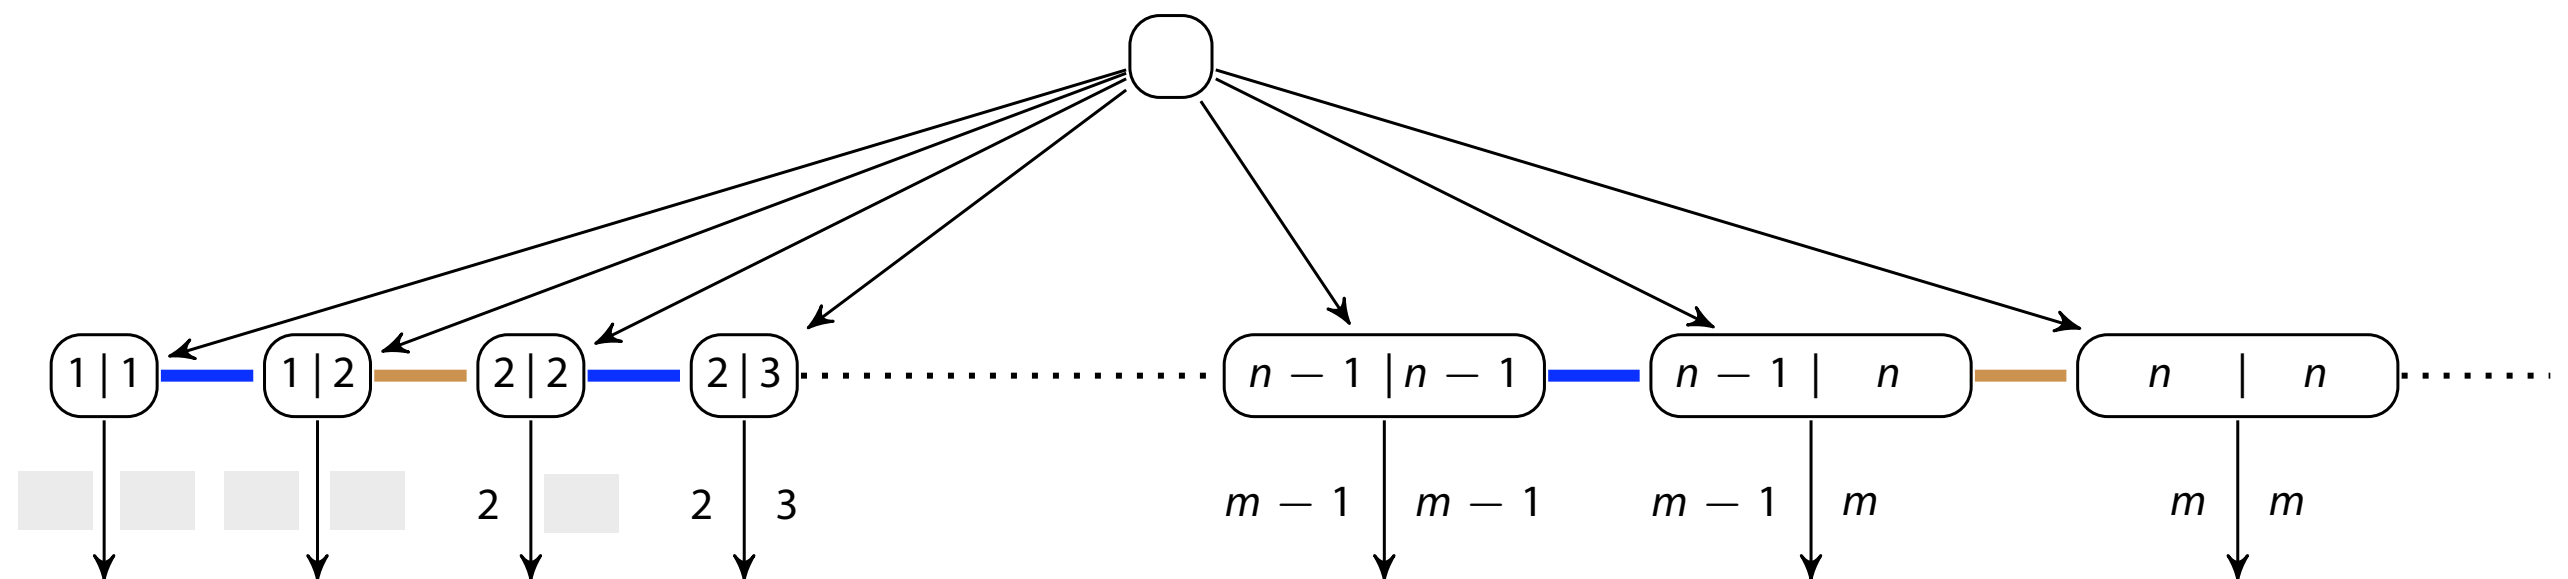 1 | 1 1 | 2 2 | 2 2 | 3 n − 1 | n − 1 n − 1 | n n | n
2 2 3 m − 1 m − 1 m − 1 m m m